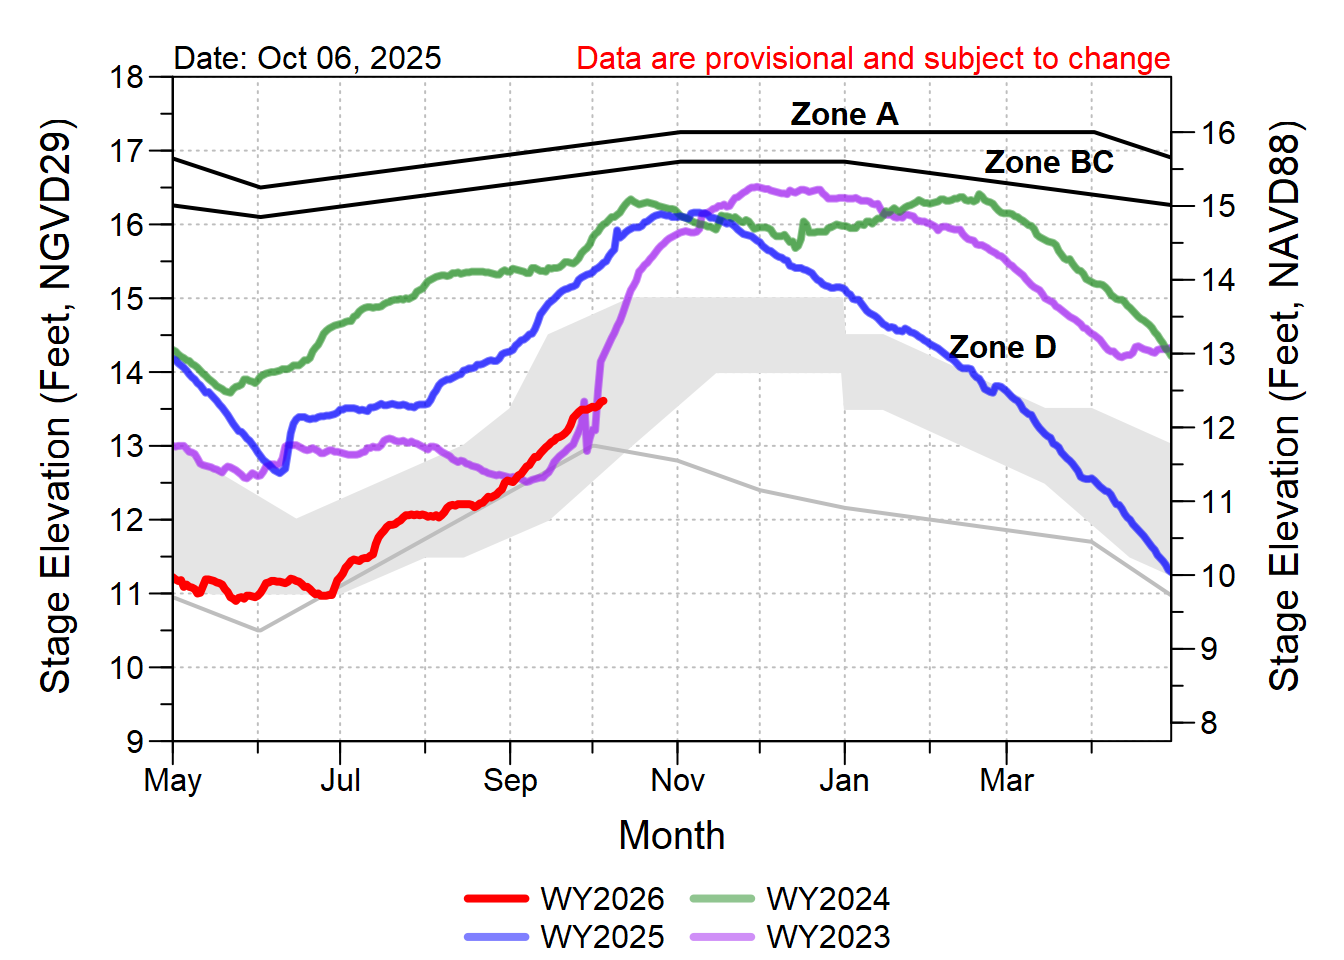 Date: Oct 06, 2025
Data are provisional and subject to change
18
17
16
15
14
13
12
11
10
9
Stage Elevation (Feet, NGVD29)
Zone A
Zone BC
Zone D
16
15
14
13
12
11
10
9
8
Stage Elevation (Feet, NAVD88)
May Jul Sep Nov Jan Mar
Month
WY2026 WY2024
WY2025 WY2023